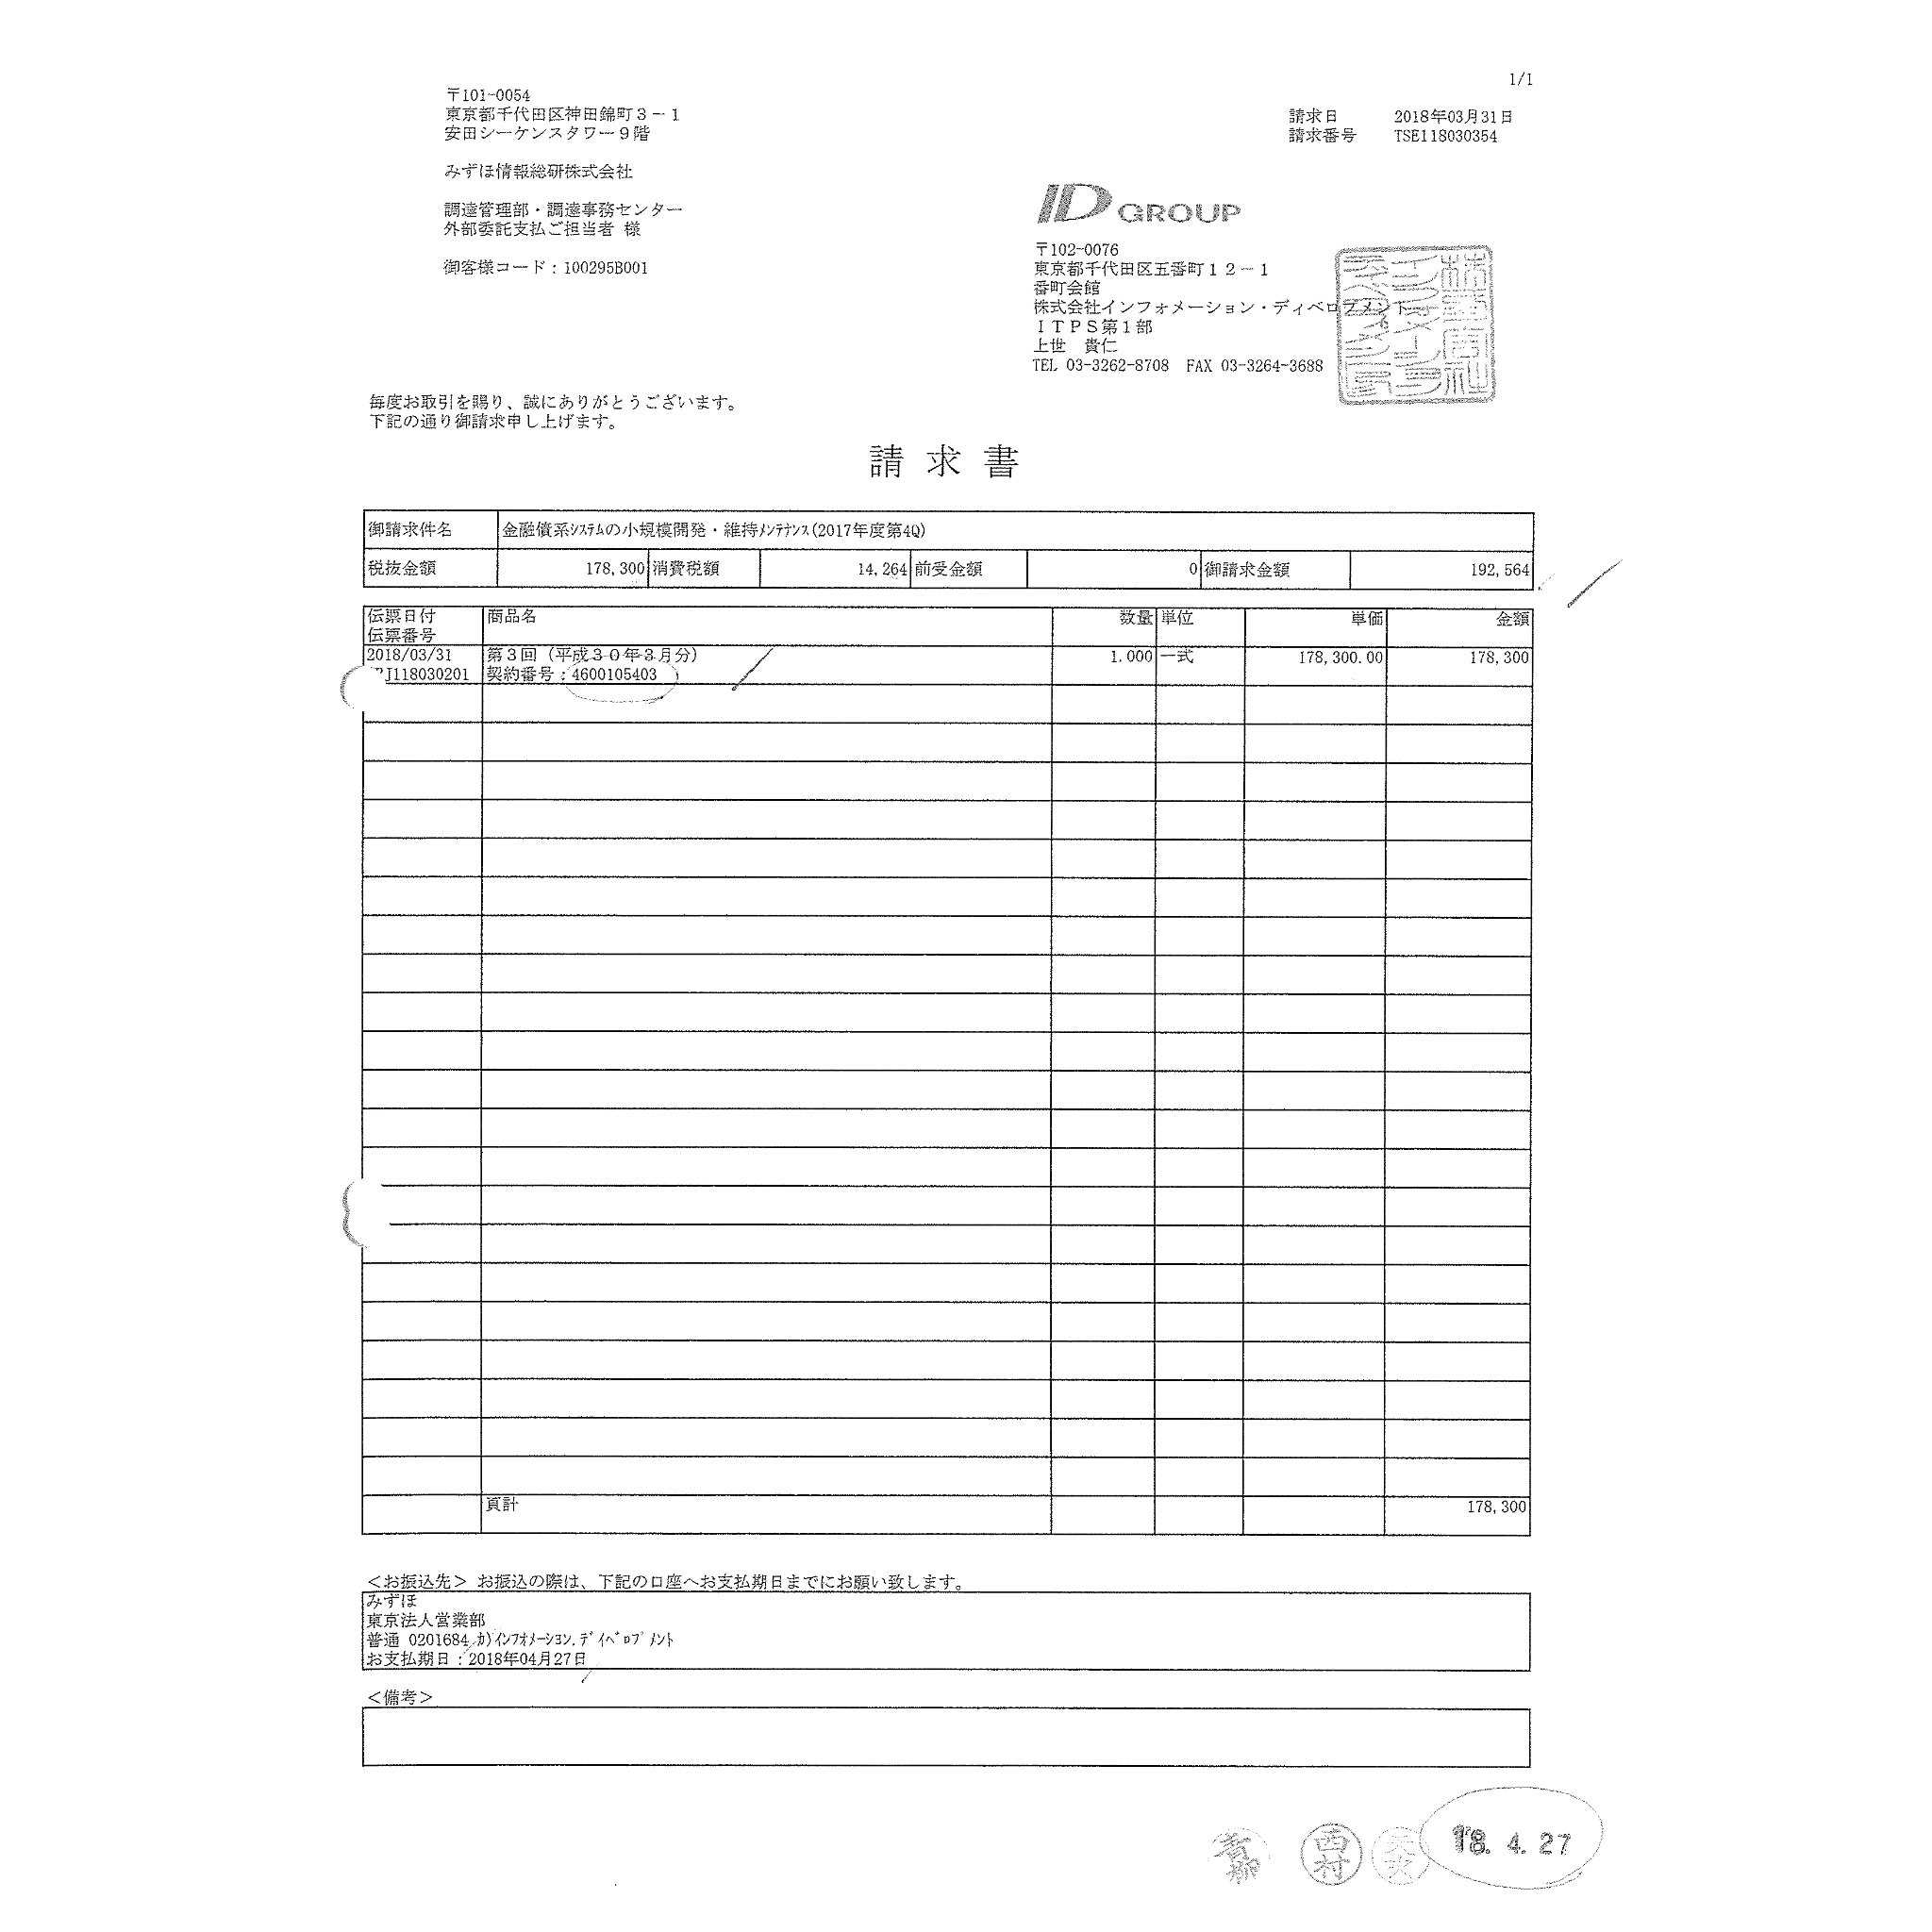 1/1
〒101-0054
東京都千代田区神田錦町３－１
安田シーケンスタワー９階
請求日 2018年03月31日
請求番号 TSE118030354
みずほ情報総研株式会社
調達管理部・調達事務センター
外部委託支払ご担当者 様
御客様コード：100295B001
ID GROUP
〒102-0076
東京都千代田区五番町１２－１
番町会館
株式会社インフォメーション・ディベロプメント
ＩＴＰＳ第１部
上世 貴仁
TEL 03-3262-8708 FAX 03-3264-3688
毎度お取引を賜り、誠にありがとうございます。
下記の通り御請求申し上げます。
請求書
御請求件名 金融債系ｼｽﾃﾑの小規模開発・維持ﾒﾝﾃﾅﾝｽ(2017年度第4Q)
税抜金額 178,300 消費税額 14,264 前受金額 0 御請求金額 192,564
伝票日付 商品名 数量 単位 単価 金額
伝票番号
2018/03/31 第３回（平成３０年３月分） 1.000 一式 178,300.00 178,300
J118030201 契約番号：4600105403
頁計 178,300
＜お振込先＞ お振込の際は、下記の口座へお支払期日までにお願い致します。
みずほ
東京法人営業部
普通 0201684 ｶ)ｲﾝﾌｵﾒｰｼﾖﾝ.ﾃﾞｲﾍﾞﾛﾌﾟﾒﾝﾄ
お支払期日：2018年04月27日
＜備考＞
青柳 西村 18. 4. 27